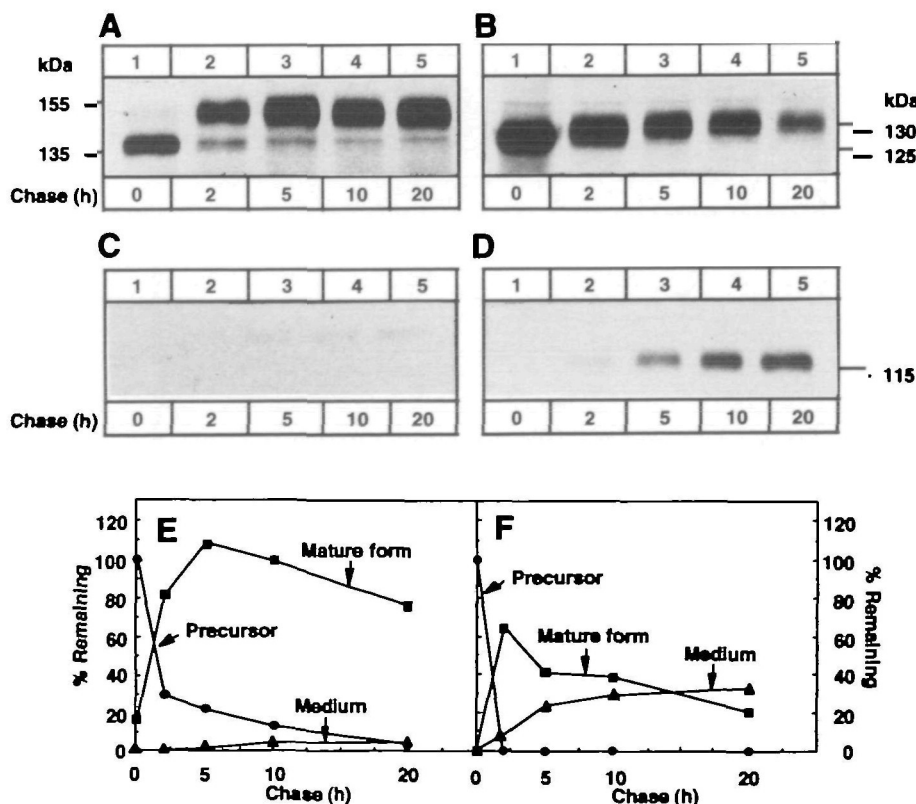 A
B
kDa
1 2 3 4 5
1 2 3 4 5
155
135
kDa
130
125
Chase (h) 0 2 5 10 20
0 2 5 10 20
C
D
1 2 3 4 5
1 2 3 4 5
115
Chase (h) 0 2 5 10 20
0 2 5 10 20
E
F
% Remaining
120
100
80
60
40
20
0
Mature form
Precursor
Medium
0 5 10 20
Chase (h)
Precursor
Mature form
Medium
0 5 10 20
Chase (h)
120
100
80
60
40
20
0
% Remaining